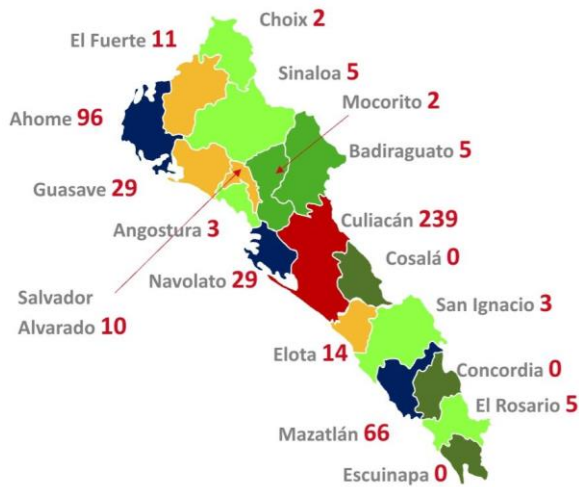 Choix 2
El Fuerte 11
Sinaloa 5
Mocorito 2
Ahome 96
Badiraguato 5
Guasave 29
Culiacán 239
Angostura 3
Cosalá 0
Navolato 29
Salvador
Alvarado 10
San Ignacio 3
Elota 14
Concordia 0
El Rosario 5
Mazatlán 66
Escuinapa 0